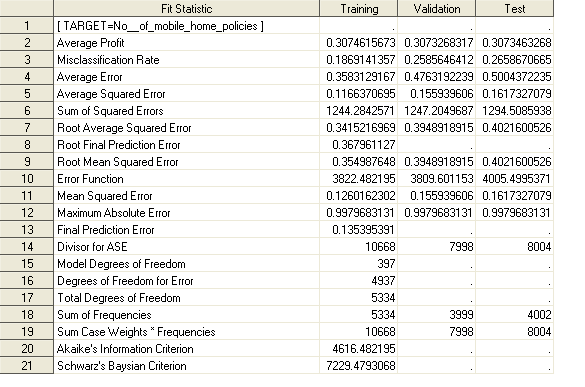 Fit Statistic Training Validation Test
1 [ TARGET=No__of_mobile_home_policies ] . . .
2 Average Profit 0.3074615673 0.3073268317 0.3073463268
3 Misclassification Rate 0.1869141357 0.2585646412 0.2658670665
4 Average Error 0.3583129167 0.4763192239 0.5004372235
5 Average Squared Error 0.1166370695 0.155939606 0.1617327079
6 Sum of Squared Errors 1244.2842571 1247.2049687 1294.5085938
7 Root Average Squared Error 0.3415216969 0.3948918915 0.4021600526
8 Root Final Prediction Error 0.367961127 . .
9 Root Mean Squared Error 0.354987648 0.3948918915 0.4021600526
10 Error Function 3822.482195 3809.601153 4005.4995371
11 Mean Squared Error 0.1260162302 0.155939606 0.1617327079
12 Maximum Absolute Error 0.9979683131 0.9979683131 0.9979683131
13 Final Prediction Error 0.135395391 . .
14 Divisor for ASE 10668 7998 8004
15 Model Degrees of Freedom 397 . .
16 Degrees of Freedom for Error 4937 . .
17 Total Degrees of Freedom 5334 . .
18 Sum of Frequencies 5334 3999 4002
19 Sum Case Weights * Frequencies 10668 7998 8004
20 Akaike's Information Criterion 4616.482195 . .
21 Schwarz's Baysian Criterion 7229.4793068 . .